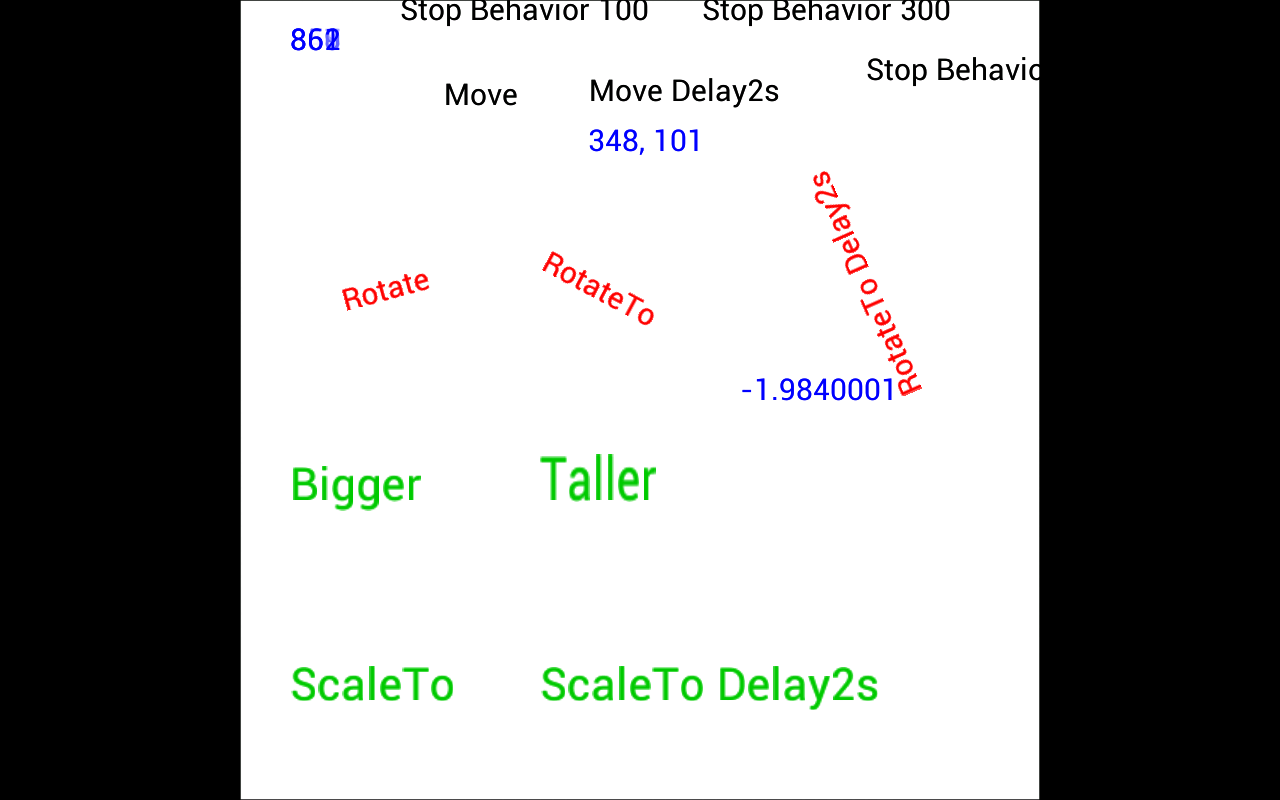 Stop Behavior 100
Stop Behavior 300
Stop Behavio
Move
Move Delay2s
348, 101
Rotate
RotateTo
RotateTo Delay2s
-1.9840001
Bigger
Taller
ScaleTo
ScaleTo Delay2s